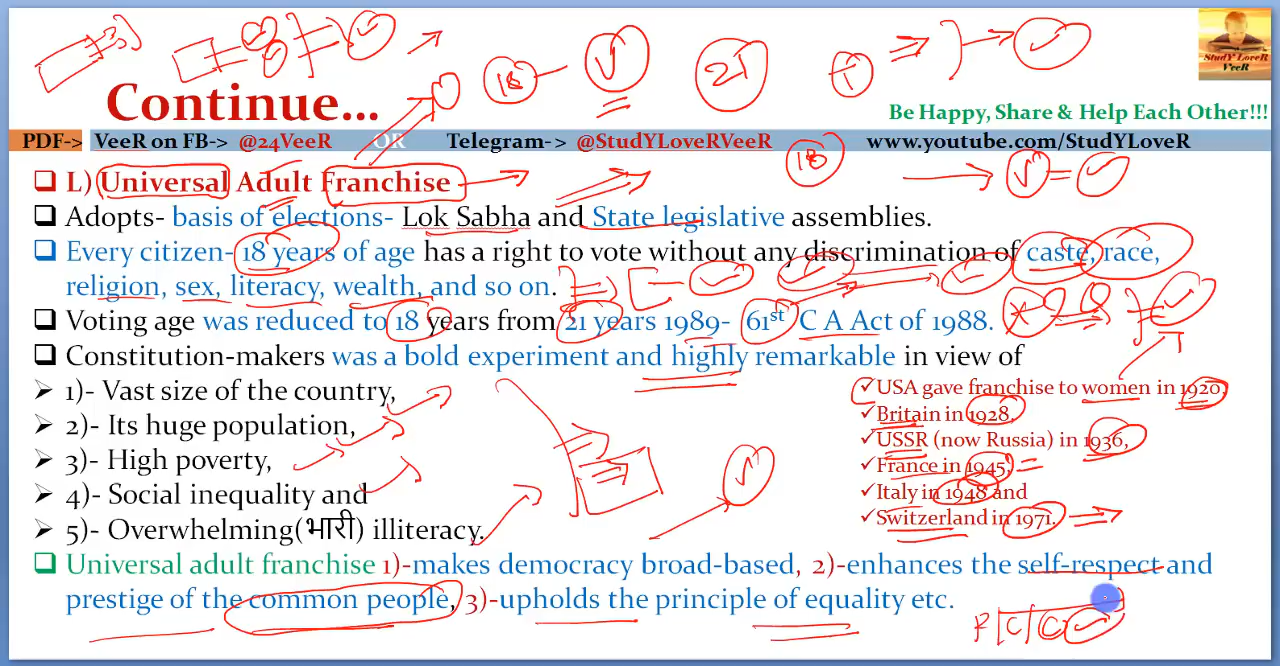 18
21
1
StudY LoveR
VeeR
Continue...
Be Happy, Share & Help Each Other!!!
PDF-> VeeR on FB-> @24VeeR OR Telegram-> @StudYLoveRVeeR www.youtube.com/StudYLoveR
18
L) Universal Adult Franchise
Adopts- basis of elections- Lok Sabha and State legislative assemblies.
Every citizen- 18 years of age has a right to vote without any discrimination of caste, race,
religion, sex, literacy, wealth, and so on.
Voting age was reduced to 18 years from 21 years 1989- 61st C A Act of 1988.
Constitution-makers was a bold experiment and highly remarkable in view of
1)- Vast size of the country,
2)- Its huge population,
3)- High poverty,
4)- Social inequality and
5)- Overwhelming(भारी) illiteracy.
USA gave franchise to women in 1920,
Britain in 1928,
USSR (now Russia) in 1936,
France in 1945,
Italy in 1948 and
Switzerland in 1971.
Universal adult franchise 1)-makes democracy broad-based, 2)-enhances the self-respect and
prestige of the common people, 3)-upholds the principle of equality etc.